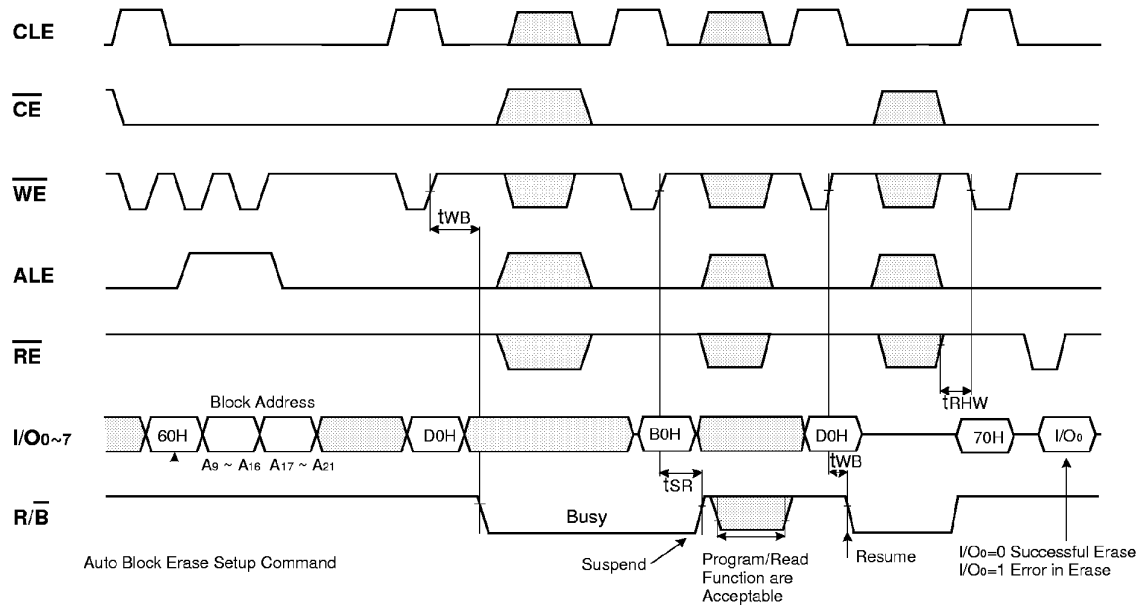 CLE
CE
WE
tWB
ALE
RE
tRHW
Block Address
I/O0~7
60H
D0H
B0H
D0H
70H
I/O0
A9 ~ A16
A17 ~ A21
tSR
tWB
R/B
Busy
Auto Block Erase Setup Command
Suspend
Program/Read
Function are
Acceptable
Resume
I/O0=0 Successful Erase
I/O0=1 Error in Erase